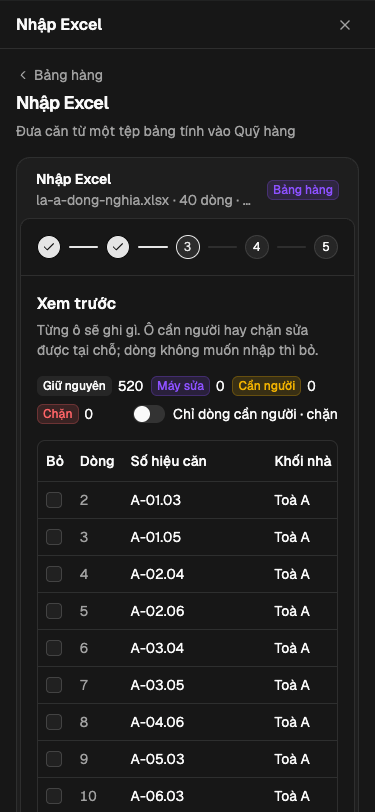 Nhập Excel
Bảng hàng
Nhập Excel
Đưa căn từ một tệp bảng tính vào Quỹ hàng
Nhập Excel
la-a-dong-nghia.xlsx · 40 dòng · ...
Bảng hàng
3 4 5
Xem trước
Từng ô sẽ ghi gì. Ô cần người hay chặn sửa
được tại chỗ; dòng không muốn nhập thì bỏ.
Giữ nguyên 520 Máy sửa 0 Cần người 0
Chặn 0 Chỉ dòng cần người · chặn
Bỏ Dòng Số hiệu căn Khối nhà
2 A-01.03 Toà A
3 A-01.05 Toà A
4 A-02.04 Toà A
5 A-02.06 Toà A
6 A-03.04 Toà A
7 A-03.05 Toà A
8 A-04.06 Toà A
9 A-05.03 Toà A
10 A-06.03 Toà A